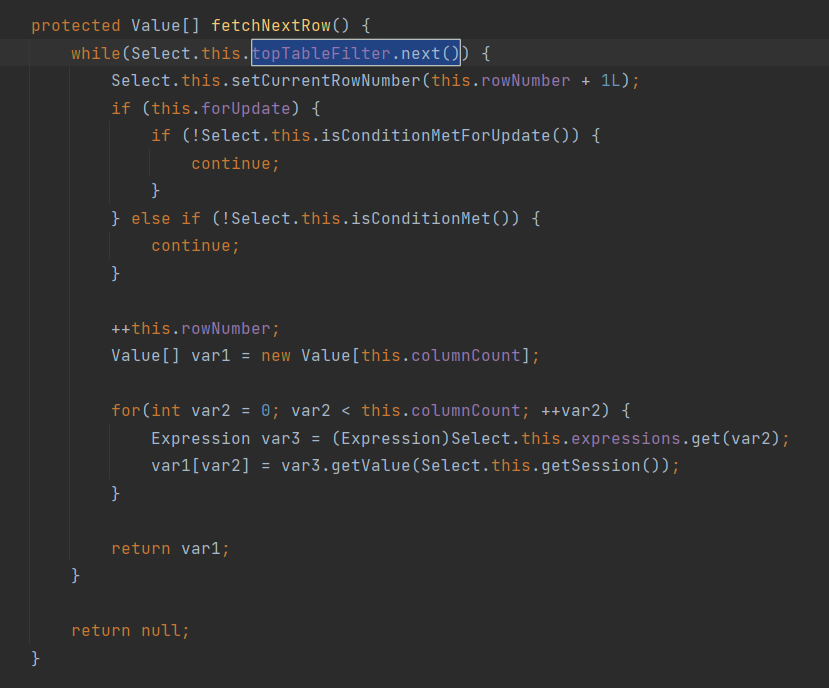 protected Value[] fetchNextRow() {
while(Select.this.topTableFilter.next()) {
Select.this.setCurrentRowNumber(this.rowNumber + 1L);
if (this.forUpdate) {
if (!Select.this.isConditionMetForUpdate()) {
continue;
}
} else if (!Select.this.isConditionMet()) {
continue;
}
++this.rowNumber;
Value[] var1 = new Value[this.columnCount];
for(int var2 = 0; var2 < this.columnCount; ++var2) {
Expression var3 = (Expression)Select.this.expressions.get(var2);
var1[var2] = var3.getValue(Select.this.getSession());
}
return var1;
}
return null;
}